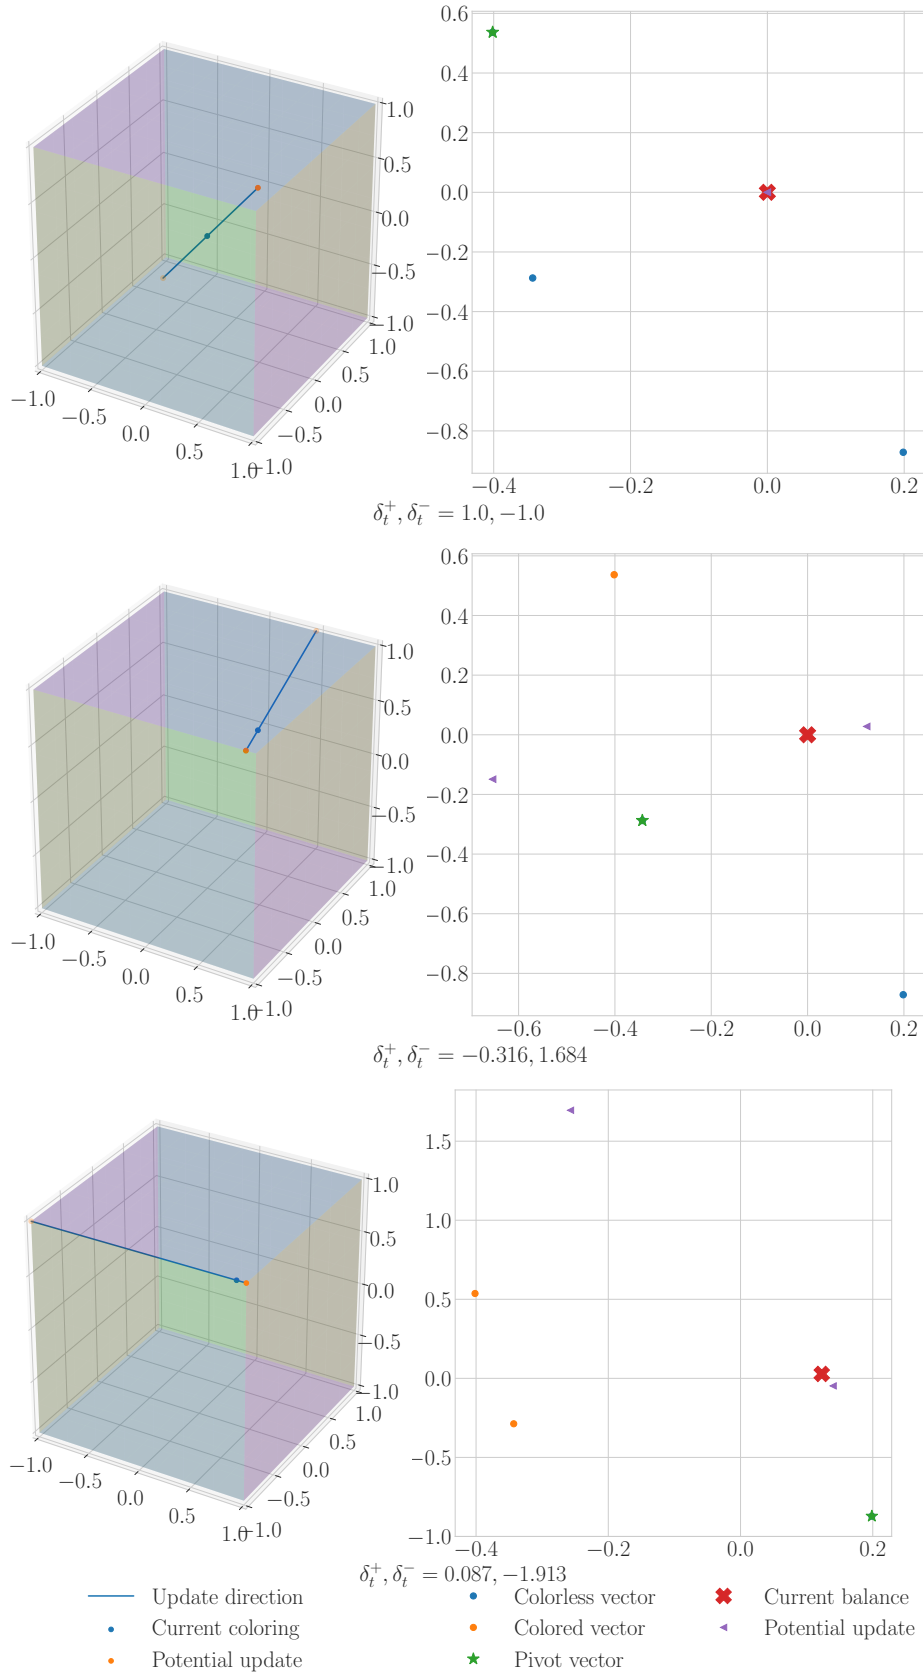 0.6
0.4
0.2
0.0
−0.2
−0.4
−0.6
−0.8
−0.4 −0.2 0.0 0.2
1.0
0.5
0.0
−0.5
−1.0
−1.0 −0.5 0.0 0.5 1.0
−1.0 −0.5 0.0 0.5 1.0
δt+, δt− = 1.0, −1.0
0.6
0.4
0.2
0.0
−0.2
−0.4
−0.6
−0.8
−0.6 −0.4 −0.2 0.0 0.2
1.0
0.5
0.0
−0.5
−1.0
−1.0 −0.5 0.0 0.5 1.0
−1.0 −0.5 0.0 0.5 1.0
δt+, δt− = −0.316, 1.684
1.5
1.0
0.5
0.0
−0.5
−1.0
−0.4 −0.2 0.0 0.2
1.0
0.5
0.0
−0.5
−1.0
−1.0 −0.5 0.0 0.5 1.0
−1.0 −0.5 0.0 0.5 1.0
δt+, δt− = 0.087, −1.913
Update direction
Current coloring
Potential update
Colorless vector
Colored vector
Pivot vector
Current balance
Potential update